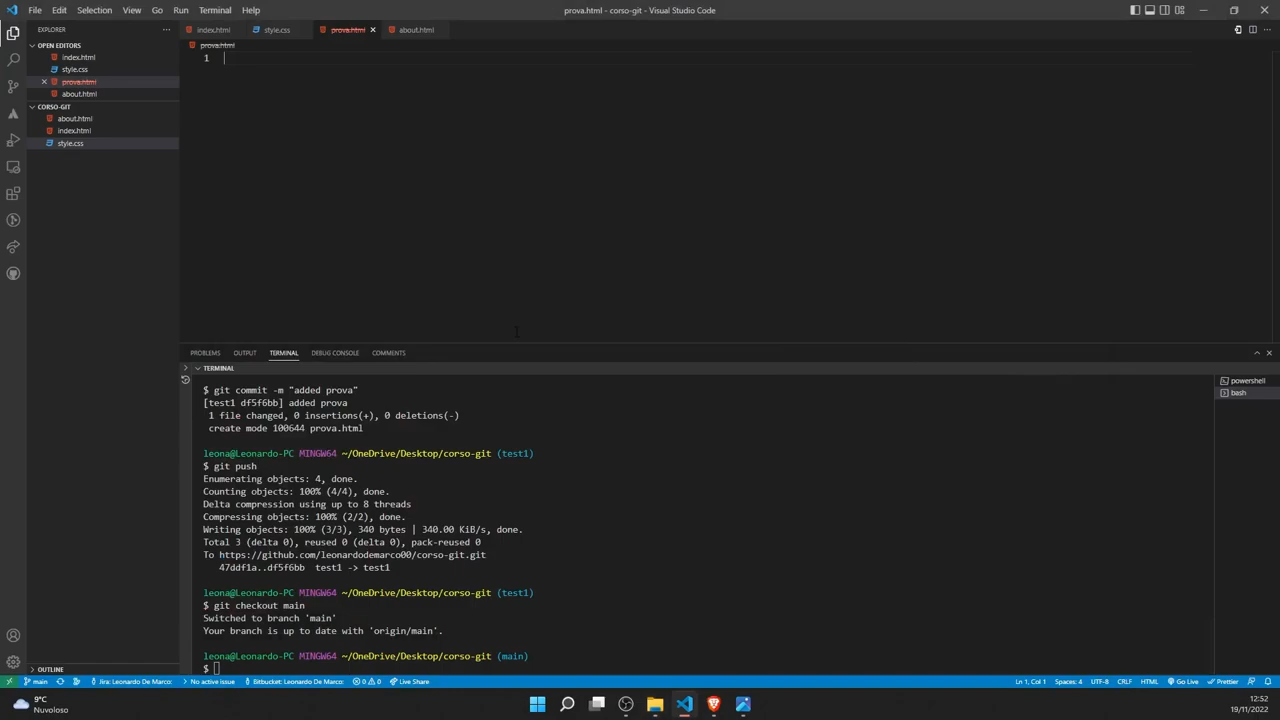 File Edit Selection View Go Run Terminal Help
prova.html - corso-git - Visual Studio Code
EXPLORER
OPEN EDITORS
index.html
style.css
prova.html
about.html
CORSO-GIT
about.html
index.html
style.css
OUTLINE
index.html style.css prova.html about.html
prova.html
1
PROBLEMS OUTPUT TERMINAL DEBUG CONSOLE COMMENTS
TERMINAL
$ git commit -m "added prova"
[test1 df5f6bb] added prova
1 file changed, 0 insertions(+), 0 deletions(-)
create mode 100644 prova.html
leona@Leonardo-PC MINGW64 ~/OneDrive/Desktop/corso-git (test1)
$ git push
Enumerating objects: 4, done.
Counting objects: 100% (4/4), done.
Delta compression using up to 8 threads
Compressing objects: 100% (2/2), done.
Writing objects: 100% (3/3), 340 bytes | 340.00 KiB/s, done.
Total 3 (delta 0), reused 0 (delta 0), pack-reused 0
To https://github.com/leonardodemarco00/corso-git.git
47ddf1a..df5f6bb test1 -> test1
leona@Leonardo-PC MINGW64 ~/OneDrive/Desktop/corso-git (test1)
$ git checkout main
Switched to branch 'main'
Your branch is up to date with 'origin/main'.
leona@Leonardo-PC MINGW64 ~/OneDrive/Desktop/corso-git (main)
$
powershell
bash
main Jira: Leonardo De Marco: No active issue Bitbucket: Leonardo De Marco: 0 0 Live Share
Ln 1, Col 1 Spaces: 4 UTF-8 CRLF HTML Go Live Prettier
9°C
Nuvoloso
12:52
19/11/2022